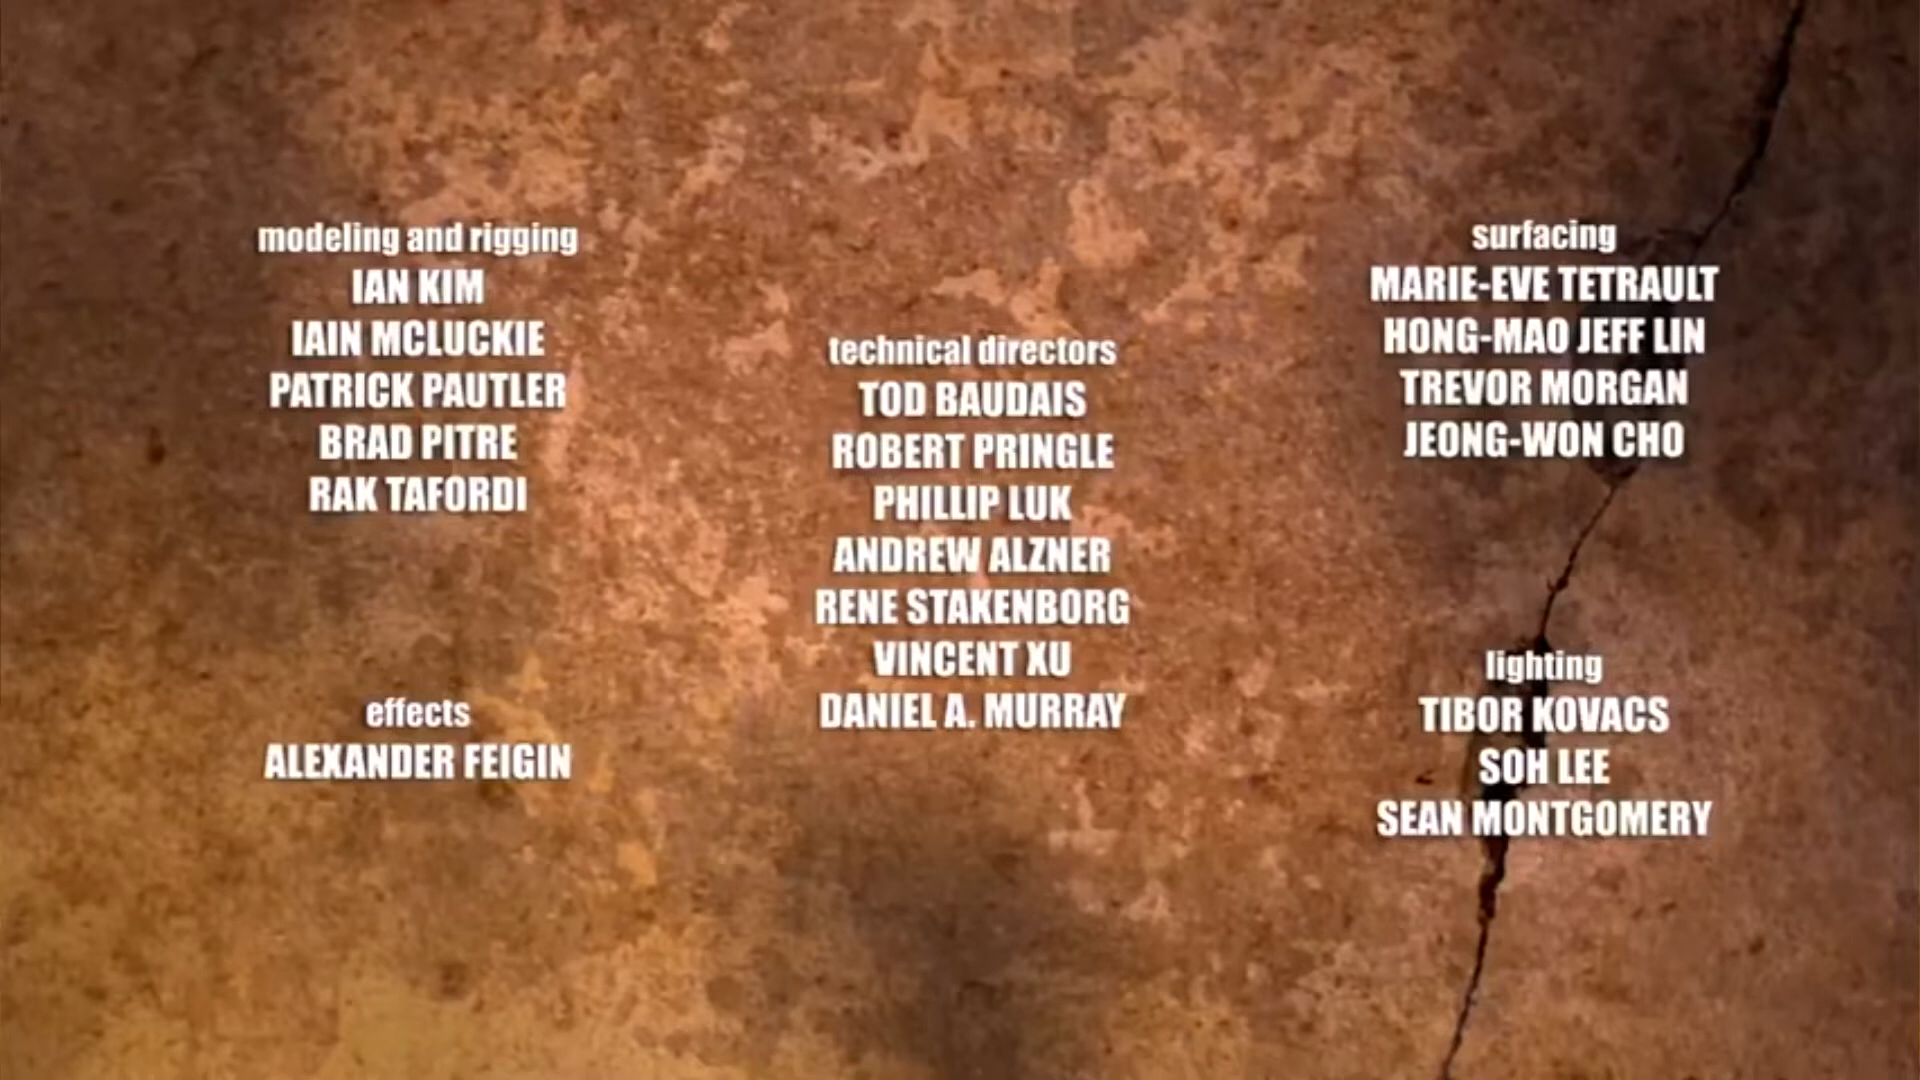 modeling and rigging
IAN KIM
IAIN MCLUCKIE
PATRICK PAUTLER
BRAD PITRE
RAK TAFORDI
effects
ALEXANDER FEIGIN
technical directors
TOD BAUDAIS
ROBERT PRINGLE
PHILLIP LUK
ANDREW ALZNER
RENE STAKENBORG
VINCENT XU
DANIEL A. MURRAY
surfacing
MARIE-EVE TETRAULT
HONG-MAO JEFF LIN
TREVOR MORGAN
JEONG-WON CHO
lighting
TIBOR KOVACS
SOH LEE
SEAN MONTGOMERY